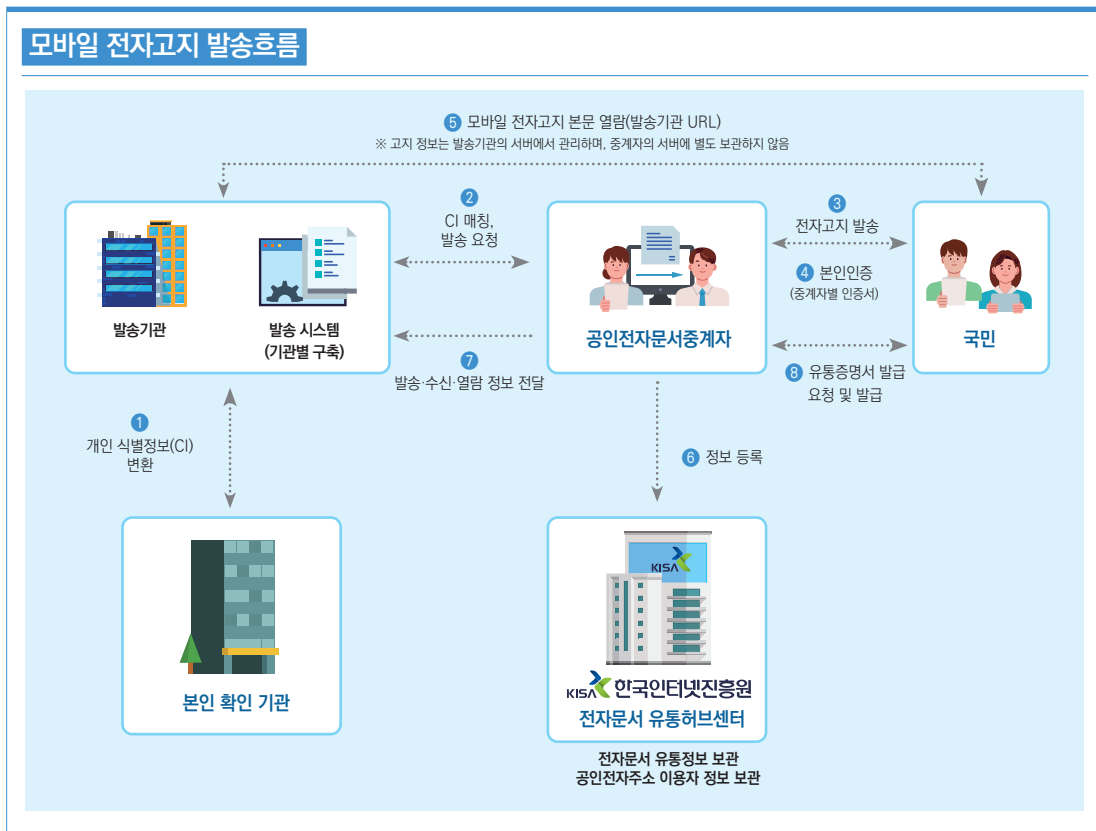 모바일 전자고지 발송흐름
5 모바일 전자고지 본문 열람(발송기관 URL)
※ 고지 정보는 발송기관의 서버에서 관리하며, 중계자의 서버에 별도 보관하지 않음
2
CI 매칭,
발송 요청
3
전자고지 발송
4 본인인증
(중계자별 인증서)
발송기관
발송 시스템
(기관별 구축)
공인전자문서중계자
국민
7
발송·수신·열람 정보 전달
8 유통증명서 발급
요청 및 발급
1
개인 식별정보(CI)
변환
6 정보 등록
KISA
본인 확인 기관
KISA 한국인터넷진흥원
전자문서 유통허브센터
전자문서 유통정보 보관
공인전자주소 이용자 정보 보관